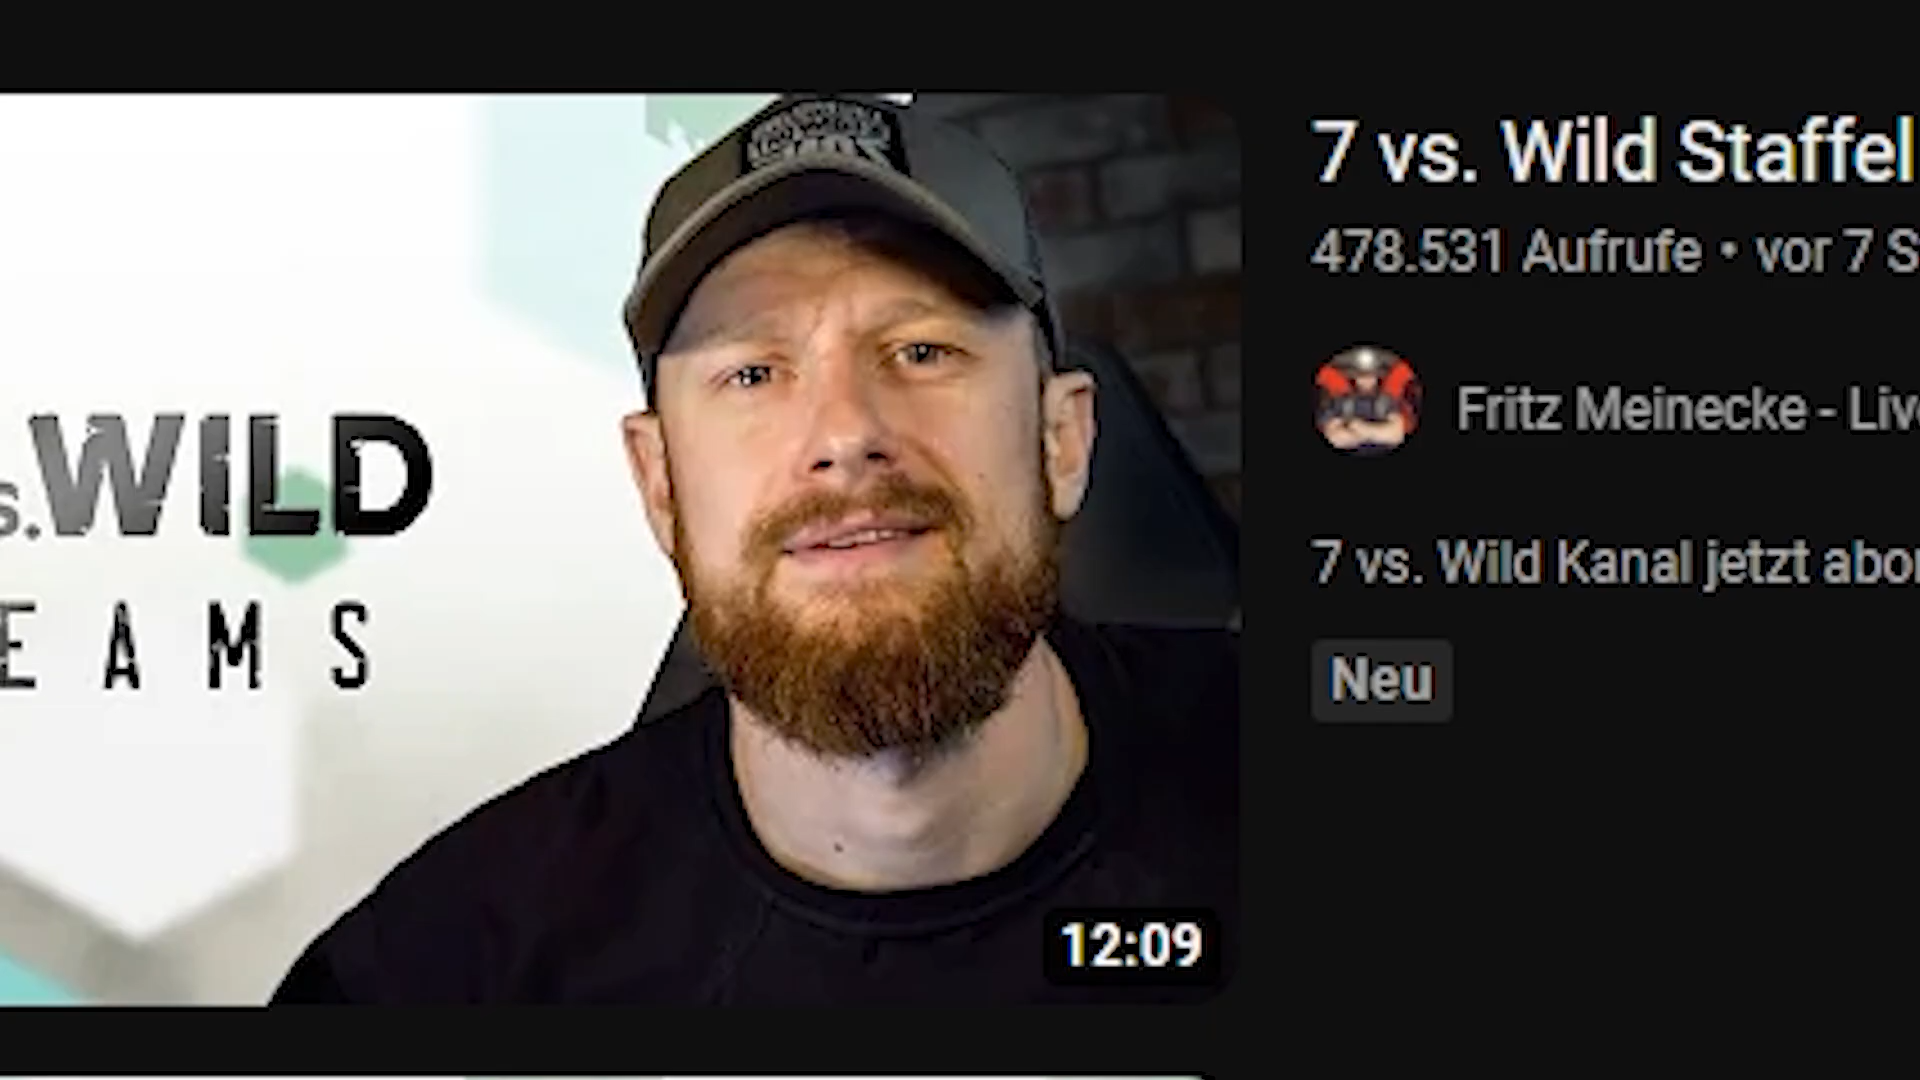 s.WILD
EAMS
12:09
7 vs. Wild Staffel
478.531 Aufrufe • vor 7 S
Fritz Meinecke - Liv
7 vs. Wild Kanal jetzt abo
Neu